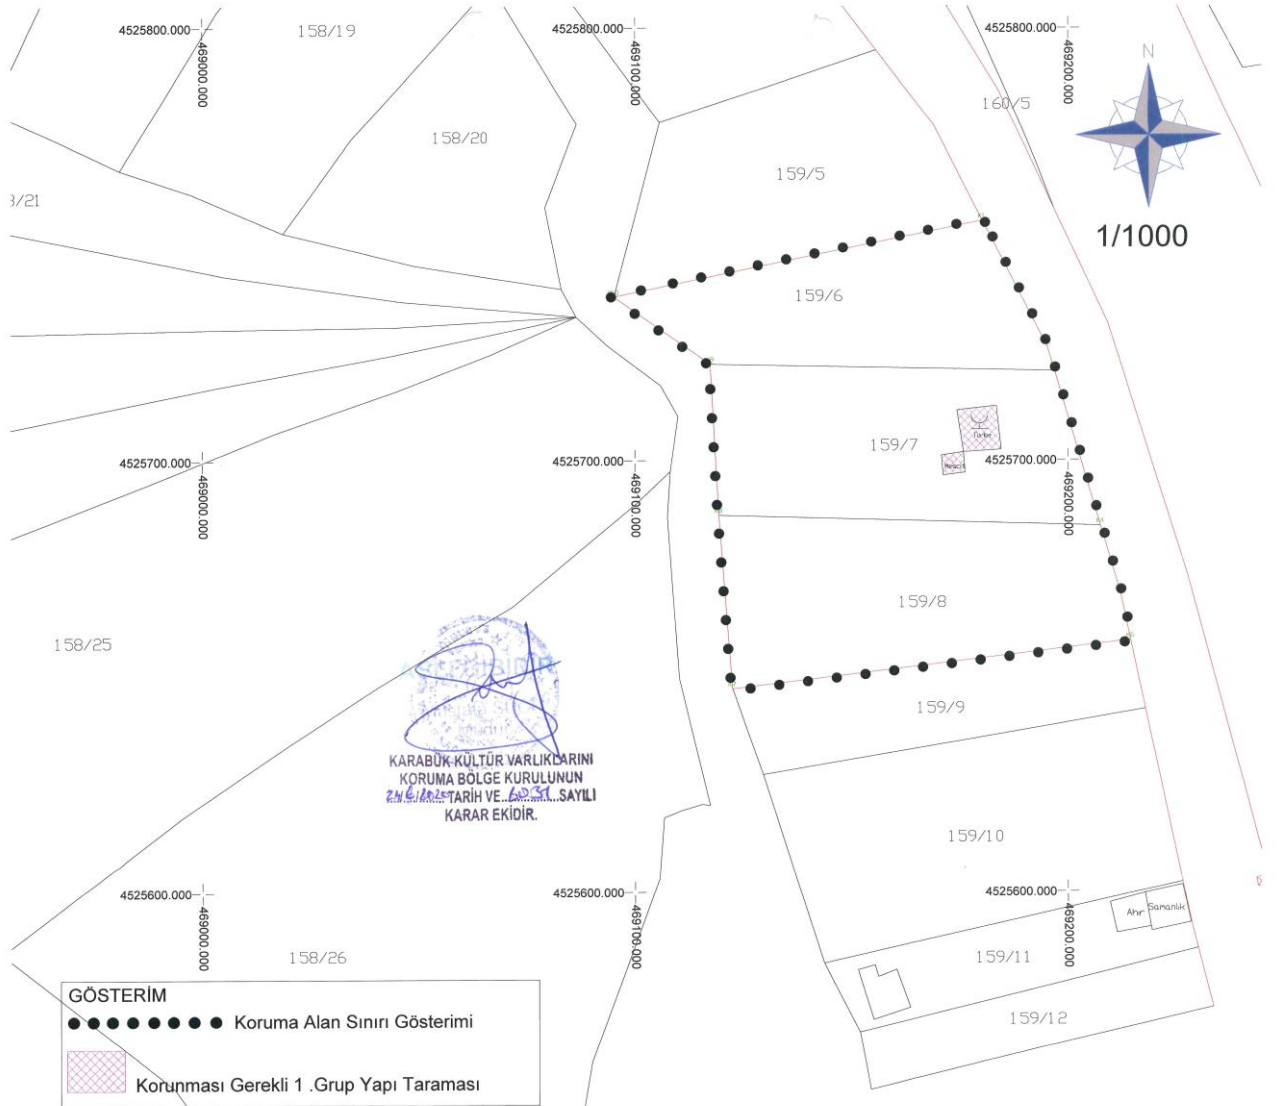 4525800.000
469000.000
158/19
4525800.000
469100.000
4525800.000
469200.000
N
160/5
158/20
159/5
1/1000
159/6
4525700.000
469000.000
4525700.000
469100.000
159/7
Türbe
4525700.000
469200.000
159/8
158/25
159/9
KARABÜK KÜLTÜR VARLIKLARINI
KORUMA BÖLGE KURULUNUN
TARİH VE SAYILI
KARAR EKİDİR.
159/10
4525600.000
469000.000
4525600.000
469100.000
4525600.000
469200.000
Ahır
Samanlık
158/26
159/11
159/12
GÖSTERİM
Koruma Alan Sınırı Gösterimi
Korunması Gerekli 1 .Grup Yapı Taraması